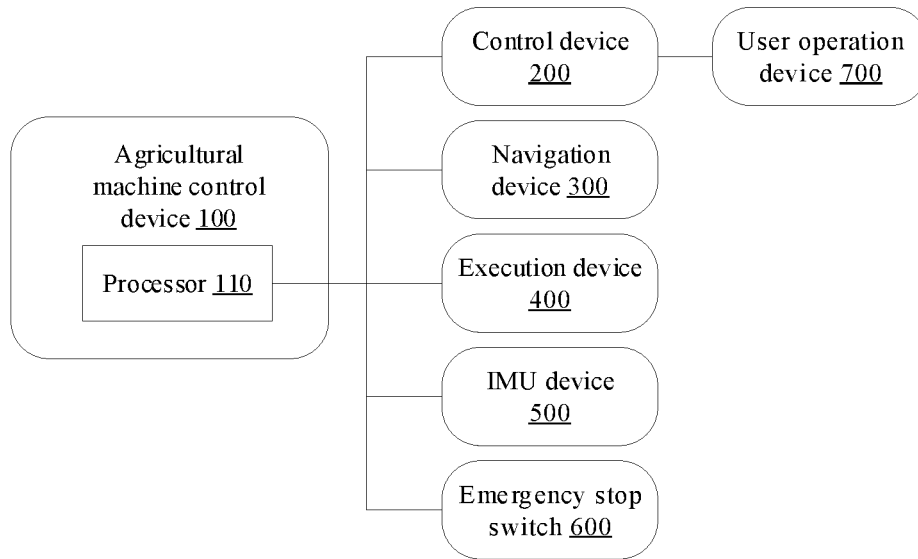 Control device
200
User operation
device 700
Agricultural
machine control
device 100
Processor 110
Navigation
device 300
Execution device
400
IMU device
500
Emergency stop
switch 600